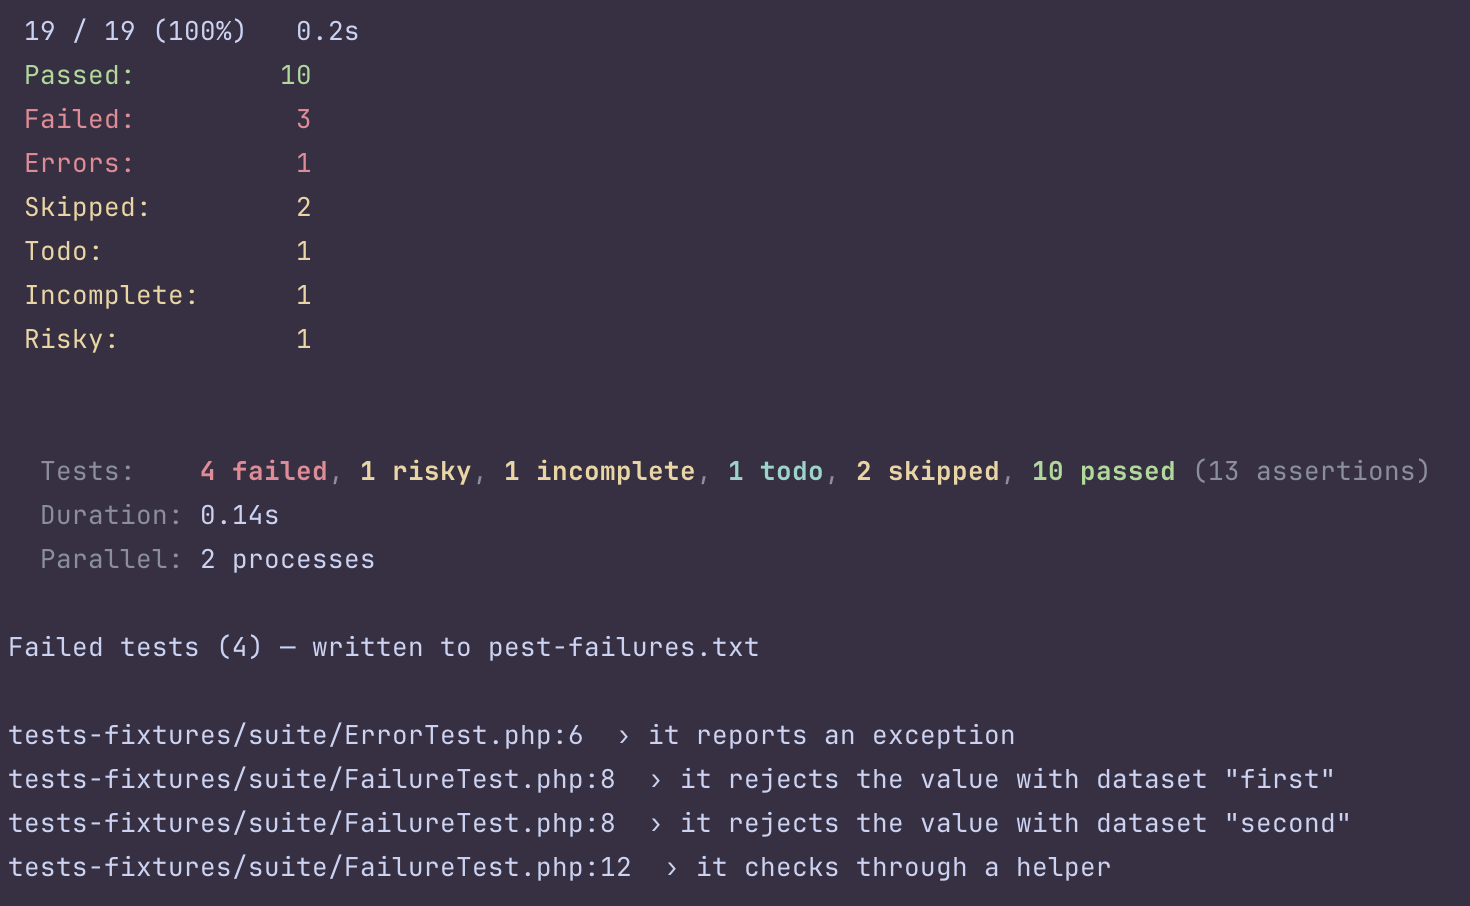 19 / 19 (100%)   0.2s
Passed:         10
Failed:          3
Errors:          1
Skipped:         2
Todo:            1
Incomplete:      1
Risky:           1
Tests:    4 failed, 1 risky, 1 incomplete, 1 todo, 2 skipped, 10 passed (13 assertions)
Duration: 0.14s
Parallel: 2 processes
Failed tests (4) — written to pest-failures.txt
tests-fixtures/suite/ErrorTest.php:6  › it reports an exception
tests-fixtures/suite/FailureTest.php:8  › it rejects the value with dataset "first"
tests-fixtures/suite/FailureTest.php:8  › it rejects the value with dataset "second"
tests-fixtures/suite/FailureTest.php:12  › it checks through a helper